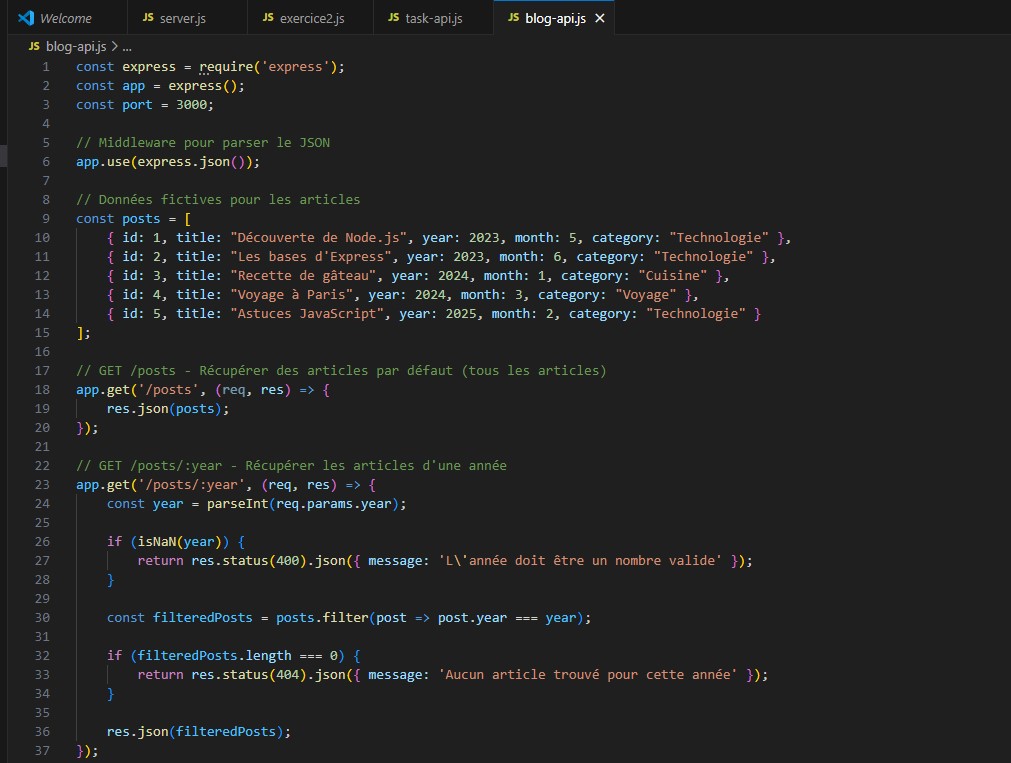 Welcome JS server.js JS exercice2.js JS task-api.js JS blog-api.js ×
JS blog-api.js > ...
1 const express = require('express');
2 const app = express();
3 const port = 3000;
4
5 // Middleware pour parser le JSON
6 app.use(express.json());
7
8 // Données fictives pour les articles
9 const posts = [
10 { id: 1, title: "Découverte de Node.js", year: 2023, month: 5, category: "Technologie" },
11 { id: 2, title: "Les bases d'Express", year: 2023, month: 6, category: "Technologie" },
12 { id: 3, title: "Recette de gâteau", year: 2024, month: 1, category: "Cuisine" },
13 { id: 4, title: "Voyage à Paris", year: 2024, month: 3, category: "Voyage" },
14 { id: 5, title: "Astuces JavaScript", year: 2025, month: 2, category: "Technologie" }
15 ];
16
17 // GET /posts - Récupérer des articles par défaut (tous les articles)
18 app.get('/posts', (req, res) => {
19 res.json(posts);
20 });
21
22 // GET /posts/:year - Récupérer les articles d'une année
23 app.get('/posts/:year', (req, res) => {
24 const year = parseInt(req.params.year);
25
26 if (isNaN(year)) {
27 return res.status(400).json({ message: 'L\'année doit être un nombre valide' });
28 }
29
30 const filteredPosts = posts.filter(post => post.year === year);
31
32 if (filteredPosts.length === 0) {
33 return res.status(404).json({ message: 'Aucun article trouvé pour cette année' });
34 }
35
36 res.json(filteredPosts);
37 });